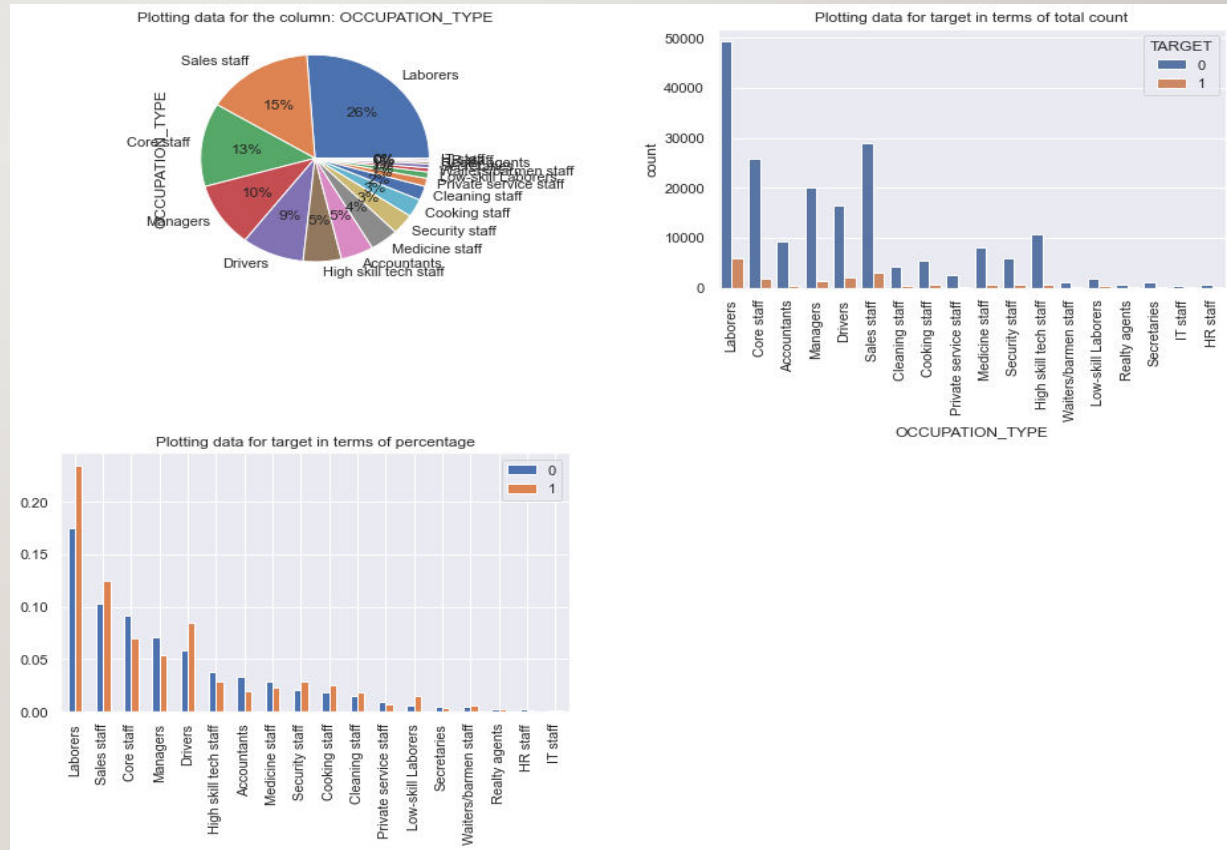 Plotting data for the column: OCCUPATION_TYPE
OCCUPATION_TYPE
Laborers
26%
Sales staff
15%
Core staff
13%
Managers
10%
Drivers
9%
High skill tech staff
5%
Accountants
5%
Medicine staff
4%
Security staff
3%
Cooking staff
3%
Cleaning staff
2%
Private service staff
Low-skill Laborers
Waiters/barmen staff
Plotting data for target in terms of total count
TARGET
0
1
count
50000
40000
30000
20000
10000
0
Laborers
Core staff
Accountants
Managers
Drivers
Sales staff
Cleaning staff
Cooking staff
Private service staff
Medicine staff
Security staff
High skill tech staff
Waiters/barmen staff
Low-skill Laborers
Realty agents
Secretaries
IT staff
HR staff
OCCUPATION_TYPE
Plotting data for target in terms of percentage
0
1
0.20
0.15
0.10
0.05
0.00
Laborers
Sales staff
Core staff
Managers
Drivers
High skill tech staff
Accountants
Medicine staff
Security staff
Cooking staff
Cleaning staff
Private service staff
Low-skill Laborers
Secretaries
Waiters/barmen staff
Realty agents
HR staff
IT staff